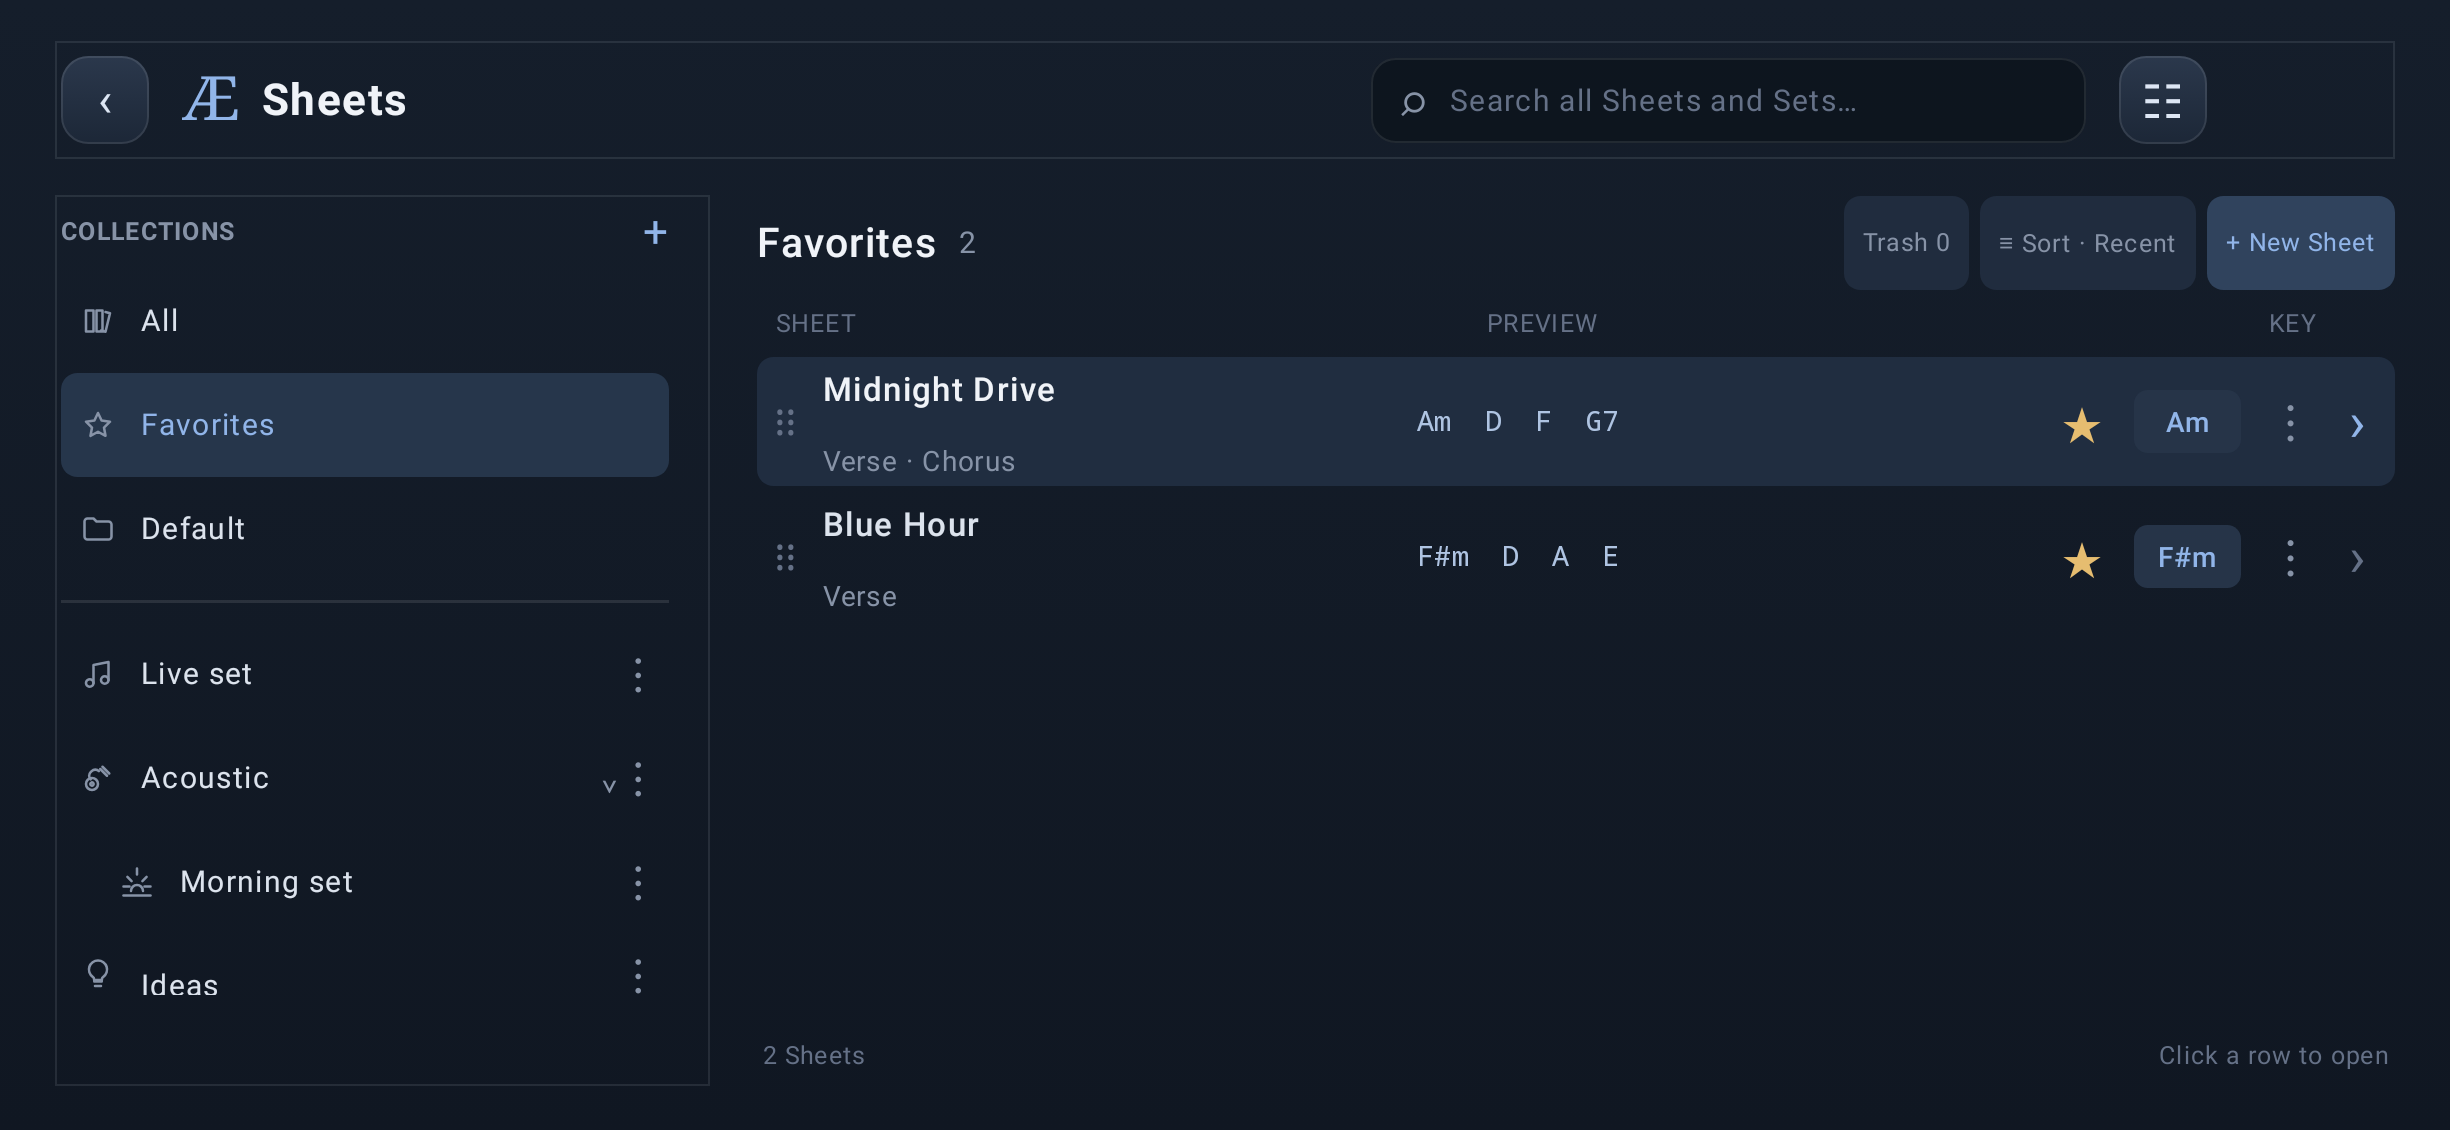 ‹ Æ Sheets
Search all Sheets and Sets…
COLLECTIONS +
All
Favorites
Default
Live set
Acoustic
Morning set
Ideas
Favorites 2
Trash 0
≡ Sort · Recent
+ New Sheet
SHEET PREVIEW KEY
Midnight Drive
Verse · Chorus
Am D F G7
★ Am ⋮ ›
Blue Hour
Verse
F#m D A E
★ F#m ⋮ ›
2 Sheets
Click a row to open